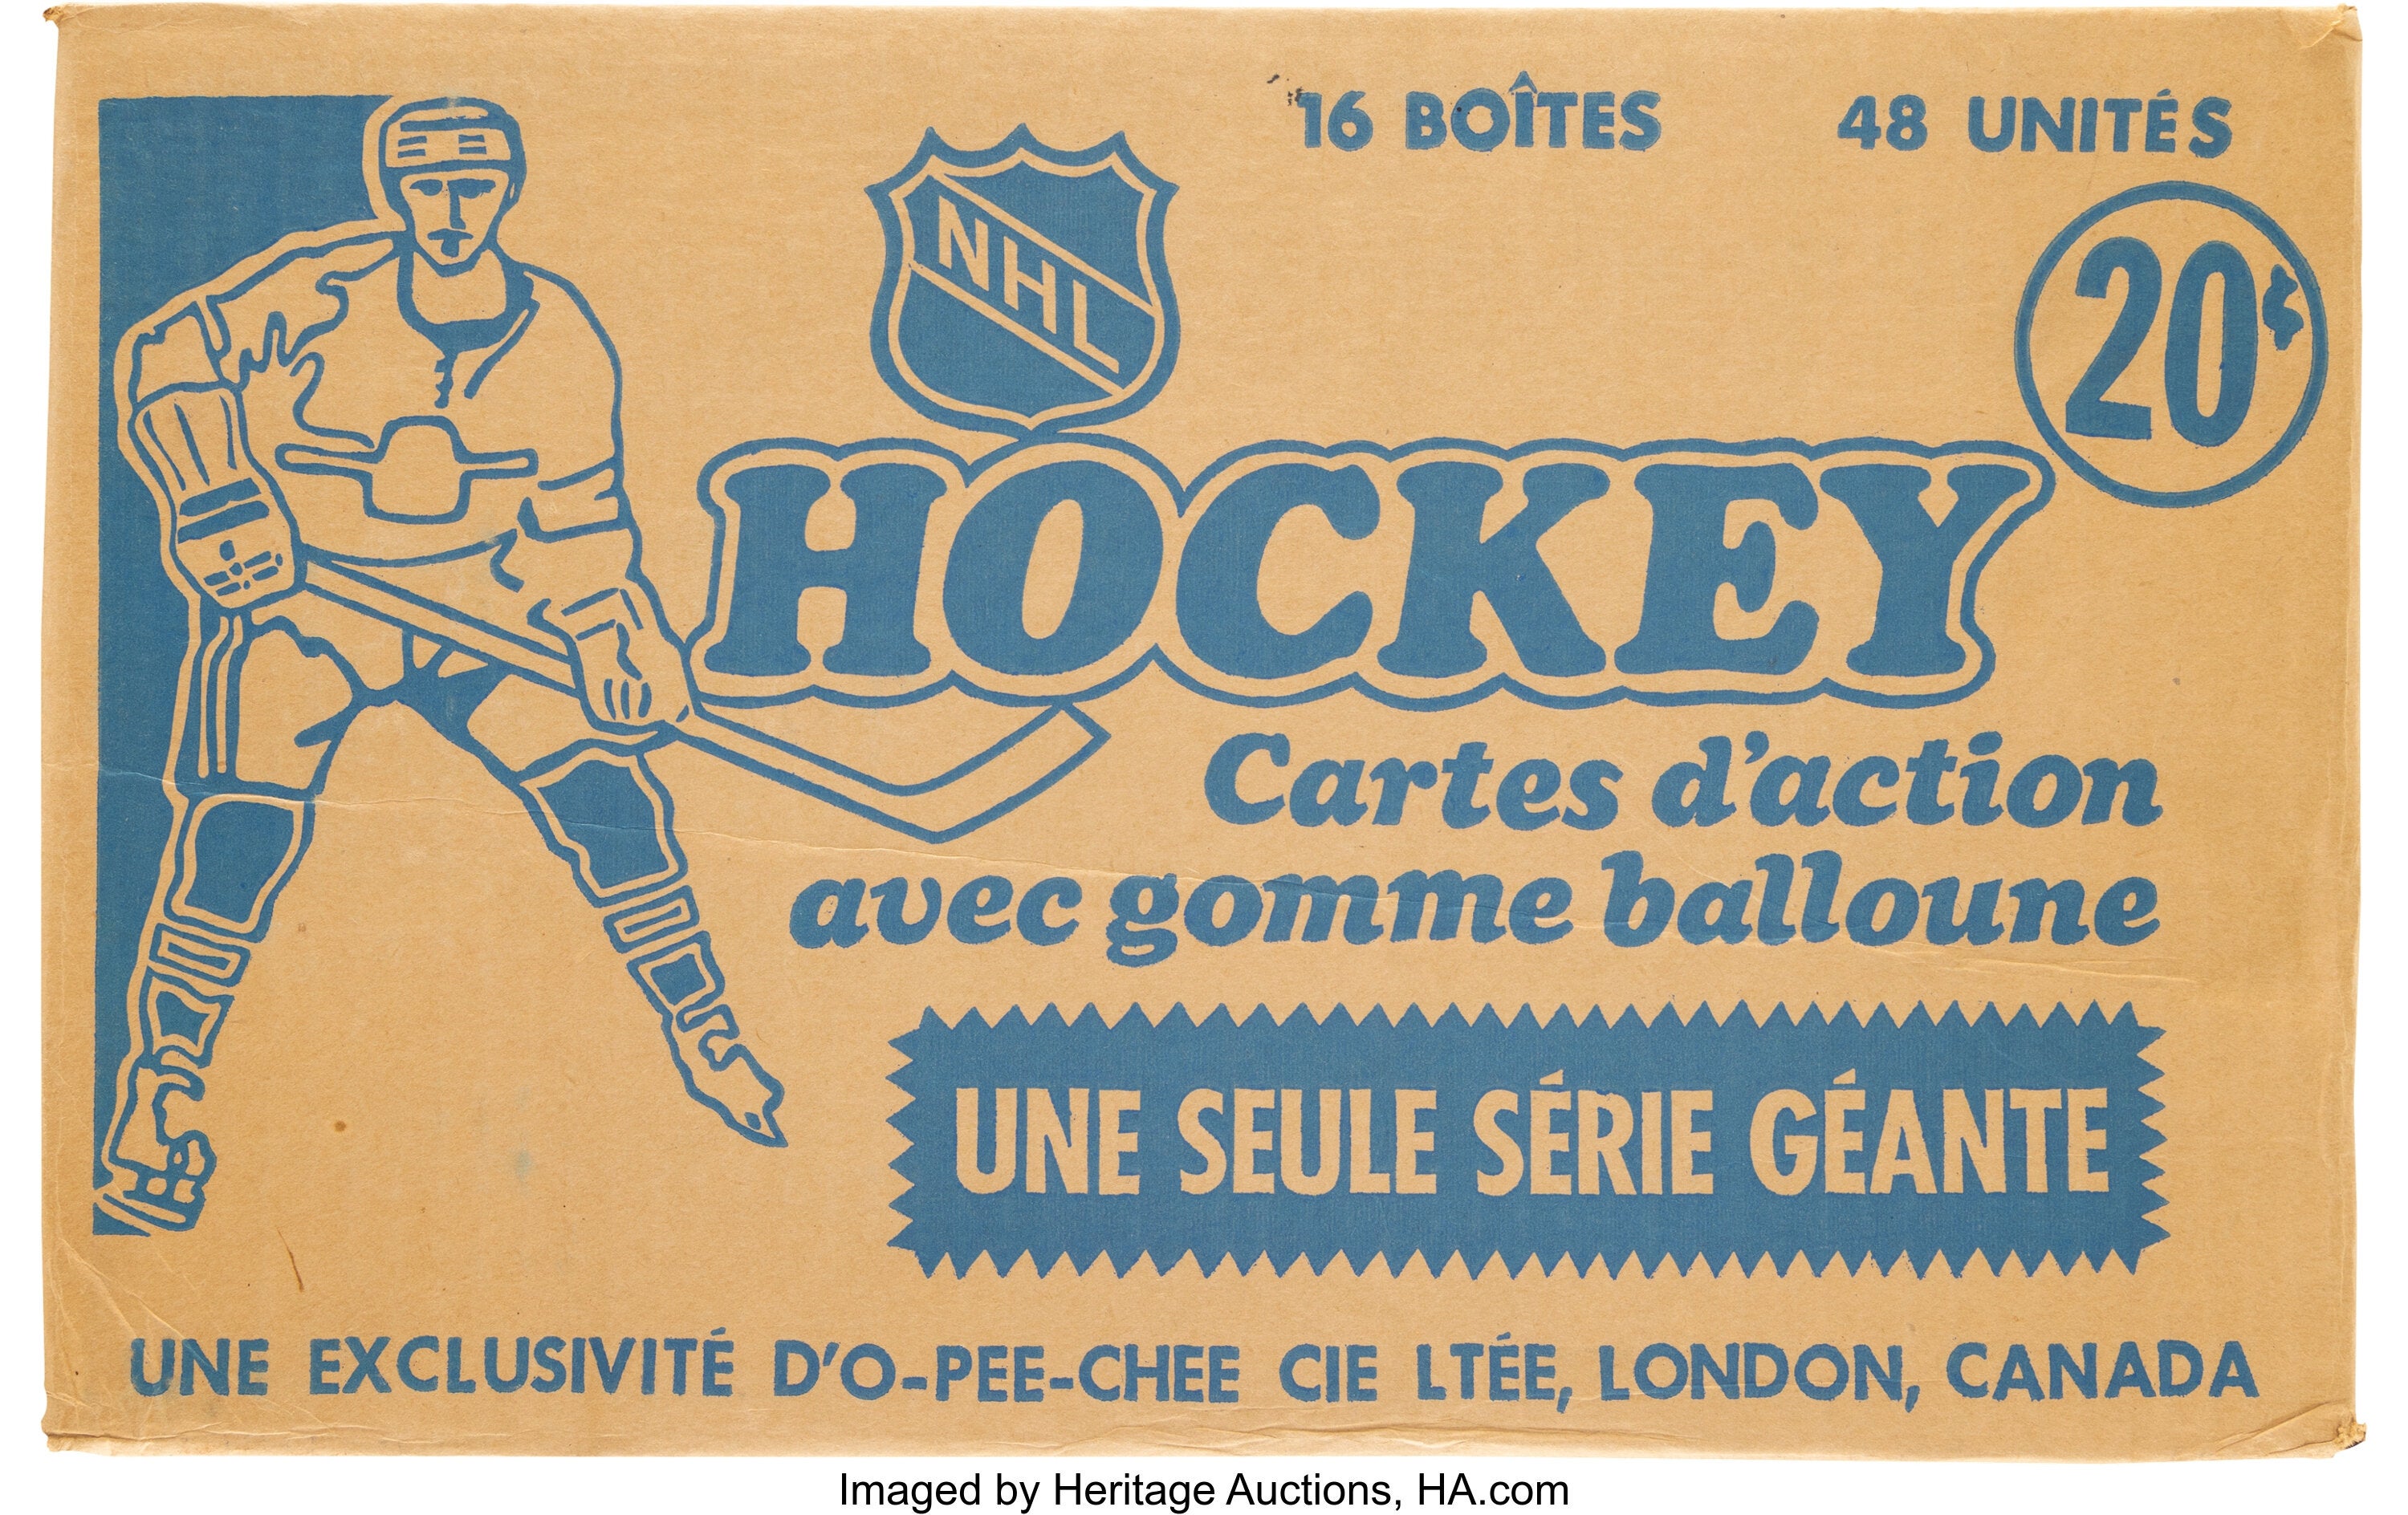 16 BOÎTES 48 UNITÉS
NHL
20¢
HOCKEY
Cartes d'action
avec gomme balloune
UNE SEULE SÉRIE GÉANTE
UNE EXCLUSIVITÉ D'O-PEE-CHEE CIE LTÉE, LONDON, CANADA
Imaged by Heritage Auctions, HA.com